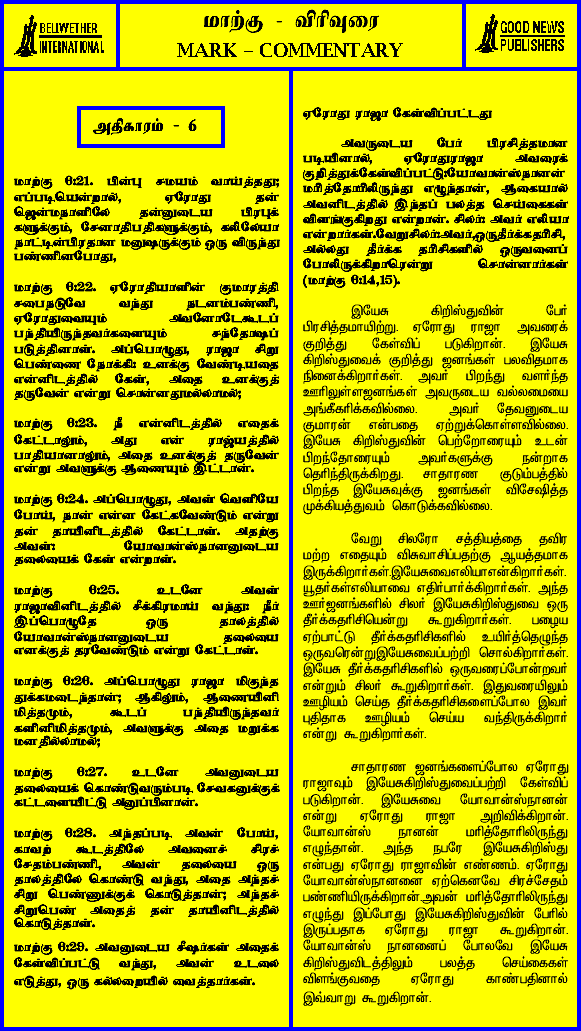 BELWETHER
INTERNATIONAL
மாற்கு - விரிவுரை
MARK – COMMENTARY
GOOD NEWS
PUBLISHERS
அதிகாரம் - 6
மாற்கு 6:21. பின்பு சமயம் வாய்த்தது;
எப்படியென்றால், ஏரோது தன்
ஜென்மநாளிலே தன்னுடைய பிரபுக்
களுக்கும், சேனாதிபதிகளுக்கும், கலிலேயா
நாட்டின்பிரதான மனுஷருக்கும் ஒரு விருந்து
பண்ணினபோது,
மாற்கு 6:22. ஏரோதியாளின் குமாரத்தி
சபைநடுவே வந்து நடனம்பண்ணி,
ஏரோதுவையும் அவனோடேகூடப்
பந்தியிருந்தவர்களையும் சந்தோஷப்
படுத்தினாள். அப்பொழுது, ராஜா சிறு
பெண்ணை நோக்கி: உனக்கு வேண்டியதை
என்னிடத்தில் கேள், அதை உனக்குத்
தருவேன் என்று சொன்னதுமல்லாமல்;
மாற்கு 6:23. நீ என்னிடத்தில் எதைக்
கேட்டாலும், அது என் ராஜ்யத்தில்
பாதியானாலும், அதை உனக்குத் தருவேன்
என்று அவளுக்கு ஆணையும் இட்டான்.
மாற்கு 6:24. அப்பொழுது, அவள் வெளியே
போய், நான் என்ன கேட்கவேண்டும் என்று
தன் தாயினிடத்தில் கேட்டாள். அதற்கு
அவள்: யோவான்ஸ்நானனுடைய
தலையைக் கேள் என்றாள்.
மாற்கு 6:25. உடனே அவள்
ராஜாவினிடத்தில் சீக்கிரமாய் வந்து: நீர்
இப்பொழுதே ஒரு தாலத்தில்
யோவான்ஸ்நானனுடைய தலையை
எனக்குத் தரவேண்டும் என்று கேட்டாள்.
மாற்கு 6:26. அப்பொழுது ராஜா மிகுந்த
துக்கமடைந்தான்; ஆகிலும், ஆணையினி
மித்தமும், கூடப் பந்தியிருந்தவர்
களினிமித்தமும், அவளுக்கு அதை மறுக்க
மனதில்லாமல்;
மாற்கு 6:27. உடனே அவனுடைய
தலையைக் கொண்டுவரும்படி சேவகனுக்குக்
கட்டளையிட்டு அனுப்பினான்.
மாற்கு 6:28. அந்தப்படி அவன் போய்,
காவற் கூடத்திலே அவனைச் சிரச்
சேதம்பண்ணி, அவன் தலையை ஒரு
தாலத்திலே கொண்டு வந்து, அதை அந்தச்
சிறு பெண்ணுக்குக் கொடுத்தான்; அந்தச்
சிறுபெண் அதைத் தன் தாயினிடத்தில்
கொடுத்தாள்.
மாற்கு 6:29. அவனுடைய சீஷர்கள் அதைக்
கேள்விப்பட்டு வந்து, அவன் உடலை
எடுத்து, ஒரு கல்லறையில் வைத்தார்கள்.
ஏரோது ராஜா கேள்விப்பட்டது
அவருடைய பேர் பிரசித்தமான
படியினால், ஏரோதுராஜா அவரைக்
குறித்துக்கேள்விப்பட்டு:யோவான்ஸ்நானன்
மரித்தோரிலிருந்து எழுந்தான், ஆகையால்
அவனிடத்தில் இந்தப் பலத்த செய்கைகள்
விளங்குகிறது என்றான். சிலர்: அவர் எலியா
என்றார்கள்.வேறுசிலர்:அவர்,ஒருதீர்க்கதரிசி,
அல்லது தீர்க்க தரிசிகளில் ஒருவனைப்
போலிருக்கிறாரென்று சொன்னார்கள்
(மாற்கு 6:14,15).
இயேசு கிறிஸ்துவின் பேர்
பிரசித்தமாயிற்று. ஏரோது ராஜா அவரைக்
குறித்து கேள்விப் படுகிறான். இயேசு
கிறிஸ்துவைக் குறித்து ஜனங்கள் பலவிதமாக
நினைக்கிறார்கள். அவர் பிறந்து வளர்ந்த
ஊரிலுள்ளஜனங்கள் அவருடைய வல்லமையை
அங்கீகரிக்கவில்லை. அவர் தேவனுடைய
குமாரன் என்பதை ஏற்றுக்கொள்ளவில்லை.
இயேசு கிறிஸ்துவின் பெற்றோரையும் உடன்
பிறந்தோரையும் அவர்களுக்கு நன்றாக
தெரிந்திருக்கிறது. சாதாரண குடும்பத்தில்
பிறந்த இயேசுவுக்கு ஜனங்கள் விசேஷித்த
முக்கியத்துவம் கொடுக்கவில்லை.
வேறு சிலரோ சத்தியத்தை தவிர
மற்ற எதையும் விசுவாசிப்பதற்கு ஆயத்தமாக
இருக்கிறார்கள்.இயேசுவைஎலியாஎன்கிறார்கள்.
யூதர்கள்எலியாவை எதிர்பார்க்கிறார்கள். அந்த
ஊர்ஜனங்களில் சிலர் இயேசுகிறிஸ்துவை ஒரு
தீர்க்கதரிசியென்று கூறுகிறார்கள். பழைய
ஏற்பாட்டு தீர்க்கதரிசிகளில் உயிர்த்தெழுந்த
ஒருவரென்றுஇயேசுவைப்பற்றி சொல்கிறார்கள்.
இயேசு தீர்க்கதரிசிகளில் ஒருவரைப்போன்றவர்
என்றும் சிலர் கூறுகிறார்கள். இதுவரையிலும்
ஊழியம் செய்த தீர்க்கதரிசிகளைப்போல இவர்
புதிதாக ஊழியம் செய்ய வந்திருக்கிறார்
என்று கூறுகிறார்கள்.
சாதாரண ஜனங்களைப்போல ஏரோது
ராஜாவும் இயேசுகிறிஸ்துவைப்பற்றி கேள்விப்
படுகிறான். இயேசுவை யோவான்ஸ்நானன்
என்று ஏரோது ராஜா அறிவிக்கிறான்.
யோவான்ஸ் நானன் மரித்தோரிலிருந்து
எழுந்தான். அந்த நபரே இயேசுகிறிஸ்து
என்பது ஏரோது ராஜாவின் எண்ணம். ஏரோது
யோவான்ஸ்நானனை ஏற்கெனவே சிரச்சேதம்
பண்ணியிருக்கிறான்.அவன் மரித்தோரிலிருந்து
எழுந்து இப்போது இயேசுகிறிஸ்துவின் பேரில்
இருப்பதாக ஏரோது ராஜா கூறுகிறான்.
யோவான்ஸ் நானனைப் போலவே இயேசு
கிறிஸ்துவிடத்திலும் பலத்த செய்கைகள்
விளங்குவதை ஏரோது காண்பதினால்
இவ்வாறு கூறுகிறான்.